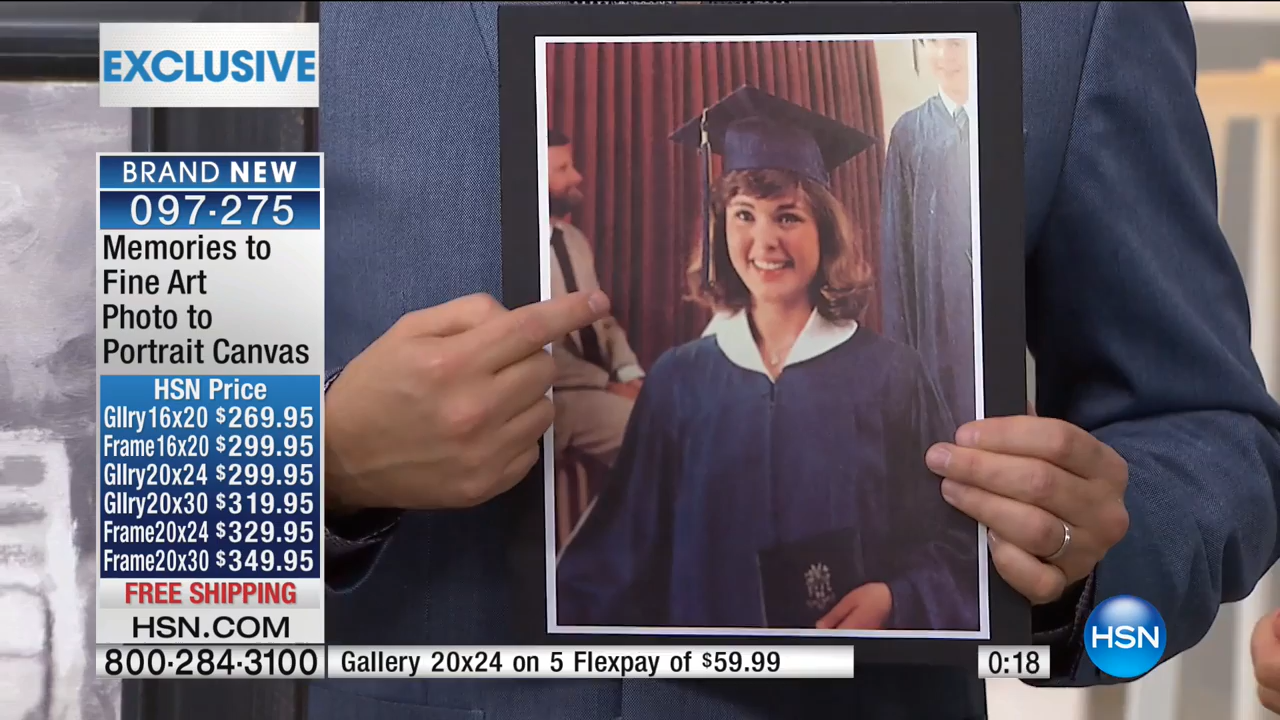 EXCLUSIVE
BRAND NEW
097-275
Memories to
Fine Art
Photo to
Portrait Canvas
HSN Price
Gllry16x20 $269.95
Frame16x20 $299.95
Gllry20x24 $299.95
Gllry20x30 $319.95
Frame20x24 $329.95
Frame20x30 $349.95
FREE SHIPPING
HSN.COM
800-284-3100
Gallery 20x24 on 5 Flexpay of $59.99
0:18
HSN